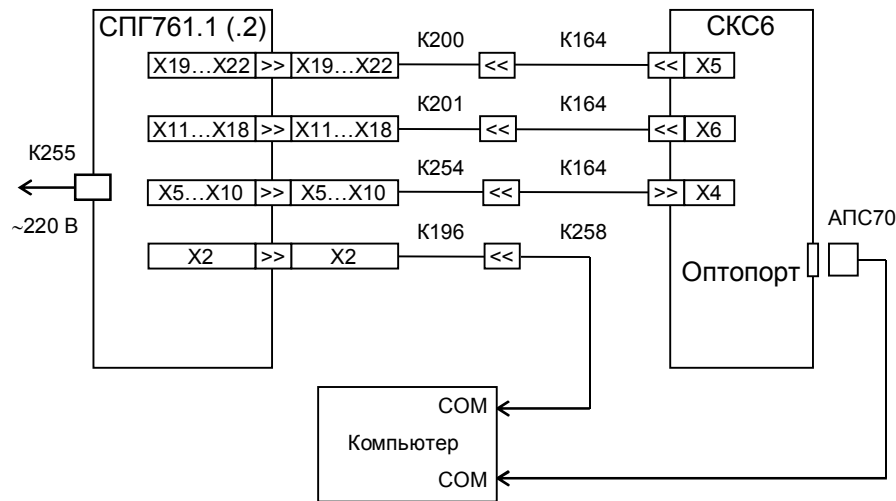 СПГ761.1 (.2)
СКС6
К200
К164
X19...X22 >> X19...X22 << << X5
К201
К164
X11...X18 >> X11...X18 << << X6
К255
К254
К164
X5...X10 >> X5...X10 << >> X4
~220 В
АПС70
К196
К258
X2 >> X2 <<
Оптопорт
COM
Компьютер
COM